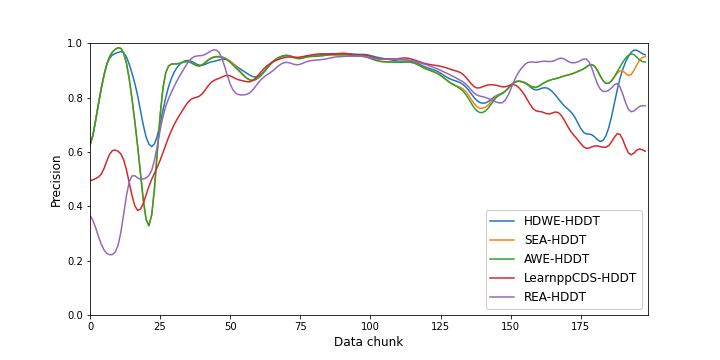 1.0
0.8
0.6
0.4
0.2
0.0
Precision
0 25 50 75 100 125 150 175
Data chunk
HDWE-HDDT
SEA-HDDT
AWE-HDDT
LearnppCDS-HDDT
REA-HDDT